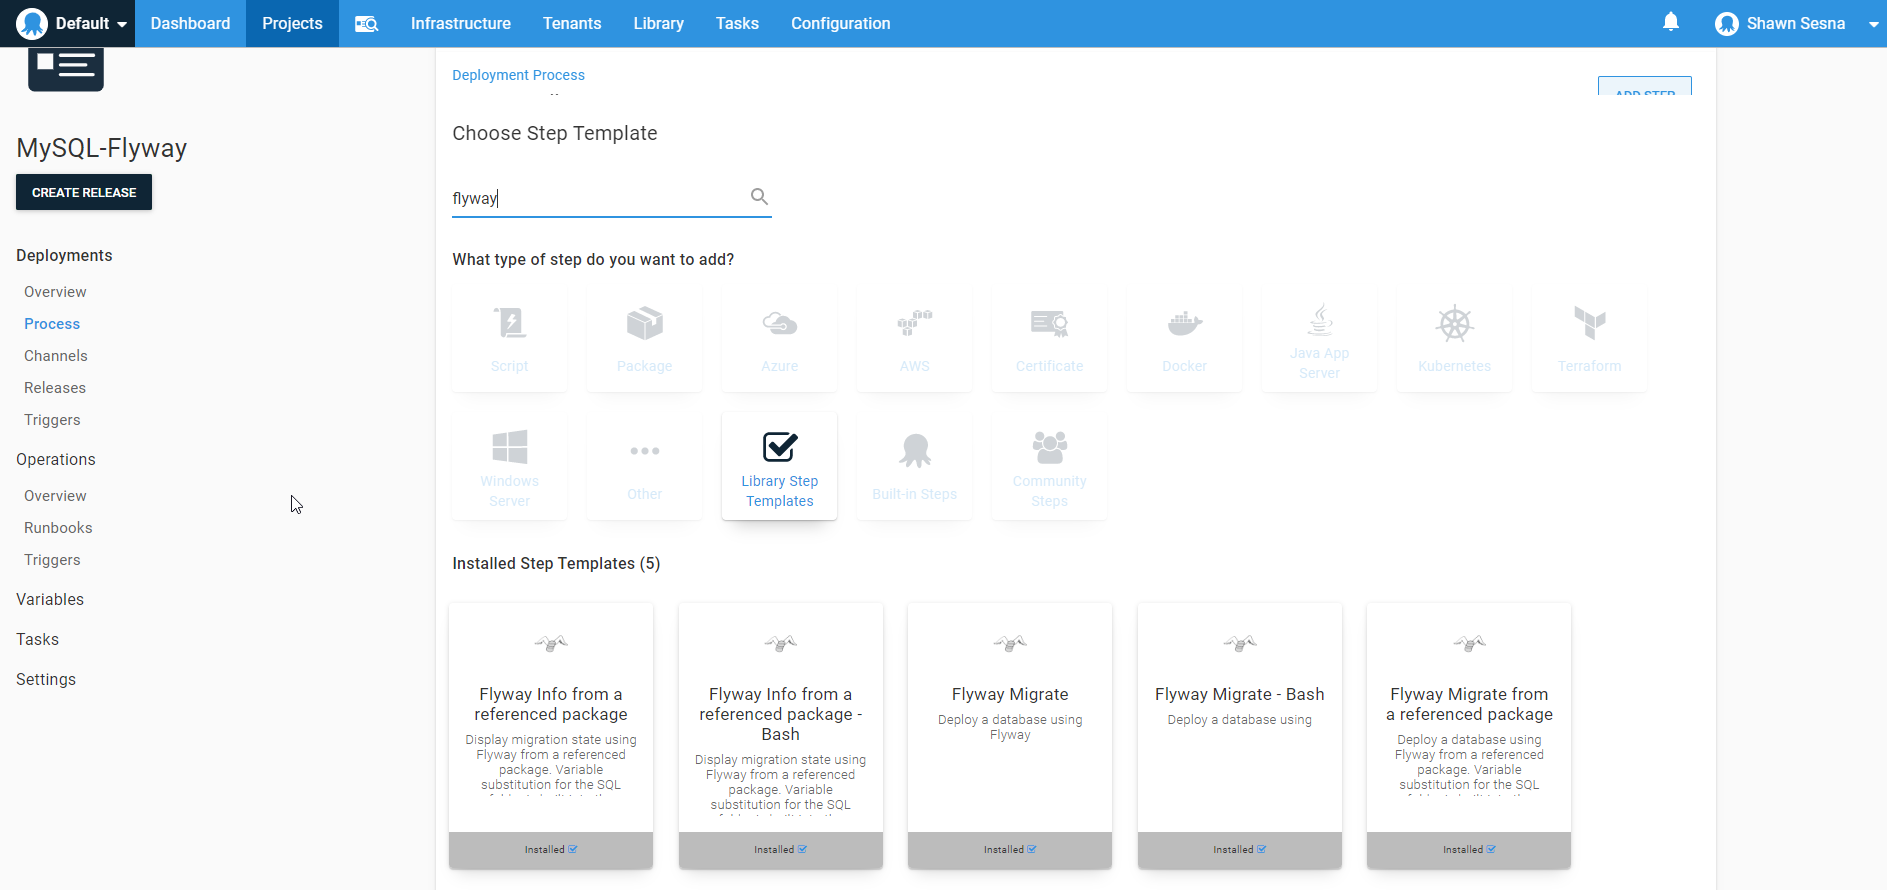 Default
Dashboard
Projects
Infrastructure
Tenants
Library
Tasks
Configuration
Shawn Sesna
MySQL-Flyway
CREATE RELEASE
Deployments
Overview
Process
Channels
Releases
Triggers
Operations
Overview
Runbooks
Triggers
Variables
Tasks
Settings
Deployment Process
ADD STEP
Choose Step Template
flyway
What type of step do you want to add?
Script
Package
Azure
AWS
Certificate
Docker
Java App
Server
Kubernetes
Terraform
Windows
Server
Other
Library Step
Templates
Built-in Steps
Community
Steps
Installed Step Templates (5)
Flyway Info from a
referenced package
Display migration state using
Flyway from a referenced
package. Variable
substitution for the SQL
Installed
Flyway Info from a
referenced package -
Bash
Display migration state using
Flyway from a referenced
package. Variable
substitution for the SQL
Installed
Flyway Migrate
Deploy a database using
Flyway
Installed
Flyway Migrate - Bash
Deploy a database using
Installed
Flyway Migrate from
a referenced package
Deploy a database using
Flyway from a referenced
package. Variable
substitution for the SQL
Installed